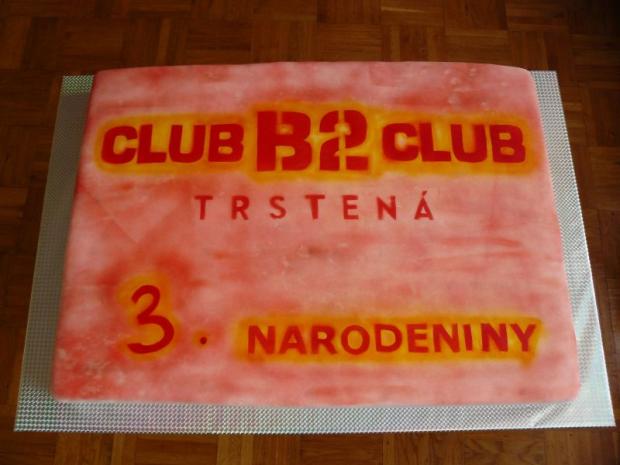 CLUB B2 CLUB
TRSTENÁ
3. NARODENINY